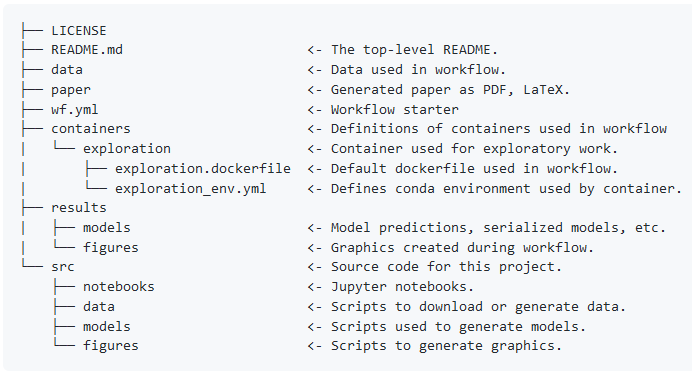 ├── LICENSE
├── README.md                       <- The top-level README.
├── data                            <- Data used in workflow.
├── paper                           <- Generated paper as PDF, LaTeX.
├── wf.yml                          <- Workflow starter
├── containers                      <- Definitions of containers used in workflow
│   └── exploration                 <- Container used for exploratory work.
│       ├── exploration.dockerfile  <- Default dockerfile used in workflow.
│       └── exploration_env.yml     <- Defines conda environment used by container.
├── results
│   ├── models                      <- Model predictions, serialized models, etc.
│   └── figures                     <- Graphics created during workflow.
└── src                             <- Source code for this project.
    ├── notebooks                   <- Jupyter notebooks.
    ├── data                        <- Scripts to download or generate data.
    ├── models                      <- Scripts used to generate models.
    └── figures                     <- Scripts to generate graphics.